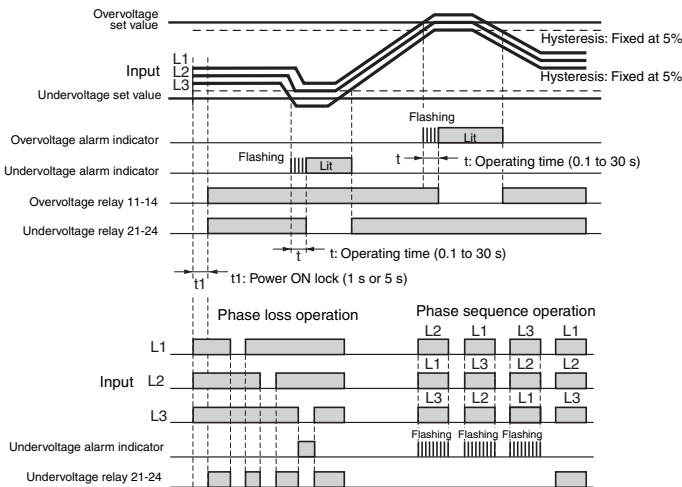 Overvoltage
set value
Hysteresis: Fixed at 5%
L1
Input L2
L3
Hysteresis: Fixed at 5%
Undervoltage set value
Flashing
Overvoltage alarm indicator
Lit
Flashing
t
t: Operating time (0.1 to 30 s)
Undervoltage alarm indicator
Lit
Overvoltage relay 11-14
Undervoltage relay 21-24
t
t: Operating time (0.1 to 30 s)
t1
t1: Power ON lock (1 s or 5 s)
Phase loss operation
Phase sequence operation
L1
L2 L1 L3 L1
Input L2
L1 L3 L2 L2
L3
L3 L2 L1 L3
Flashing Flashing Flashing
Undervoltage alarm indicator
Undervoltage relay 21-24